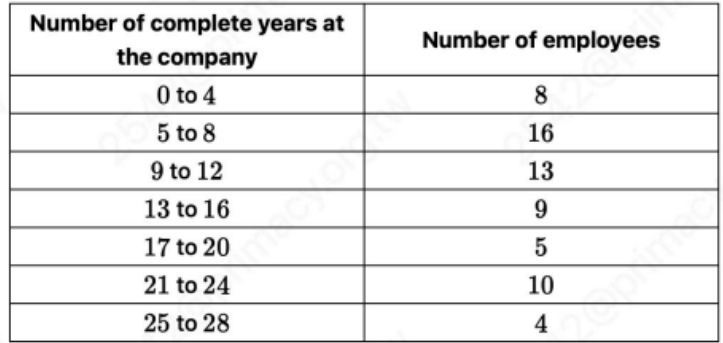 Number of complete years at
the company
Number of employees
0 to 4 8
5 to 8 16
9 to 12 13
13 to 16 9
17 to 20 5
21 to 24 10
25 to 28 4